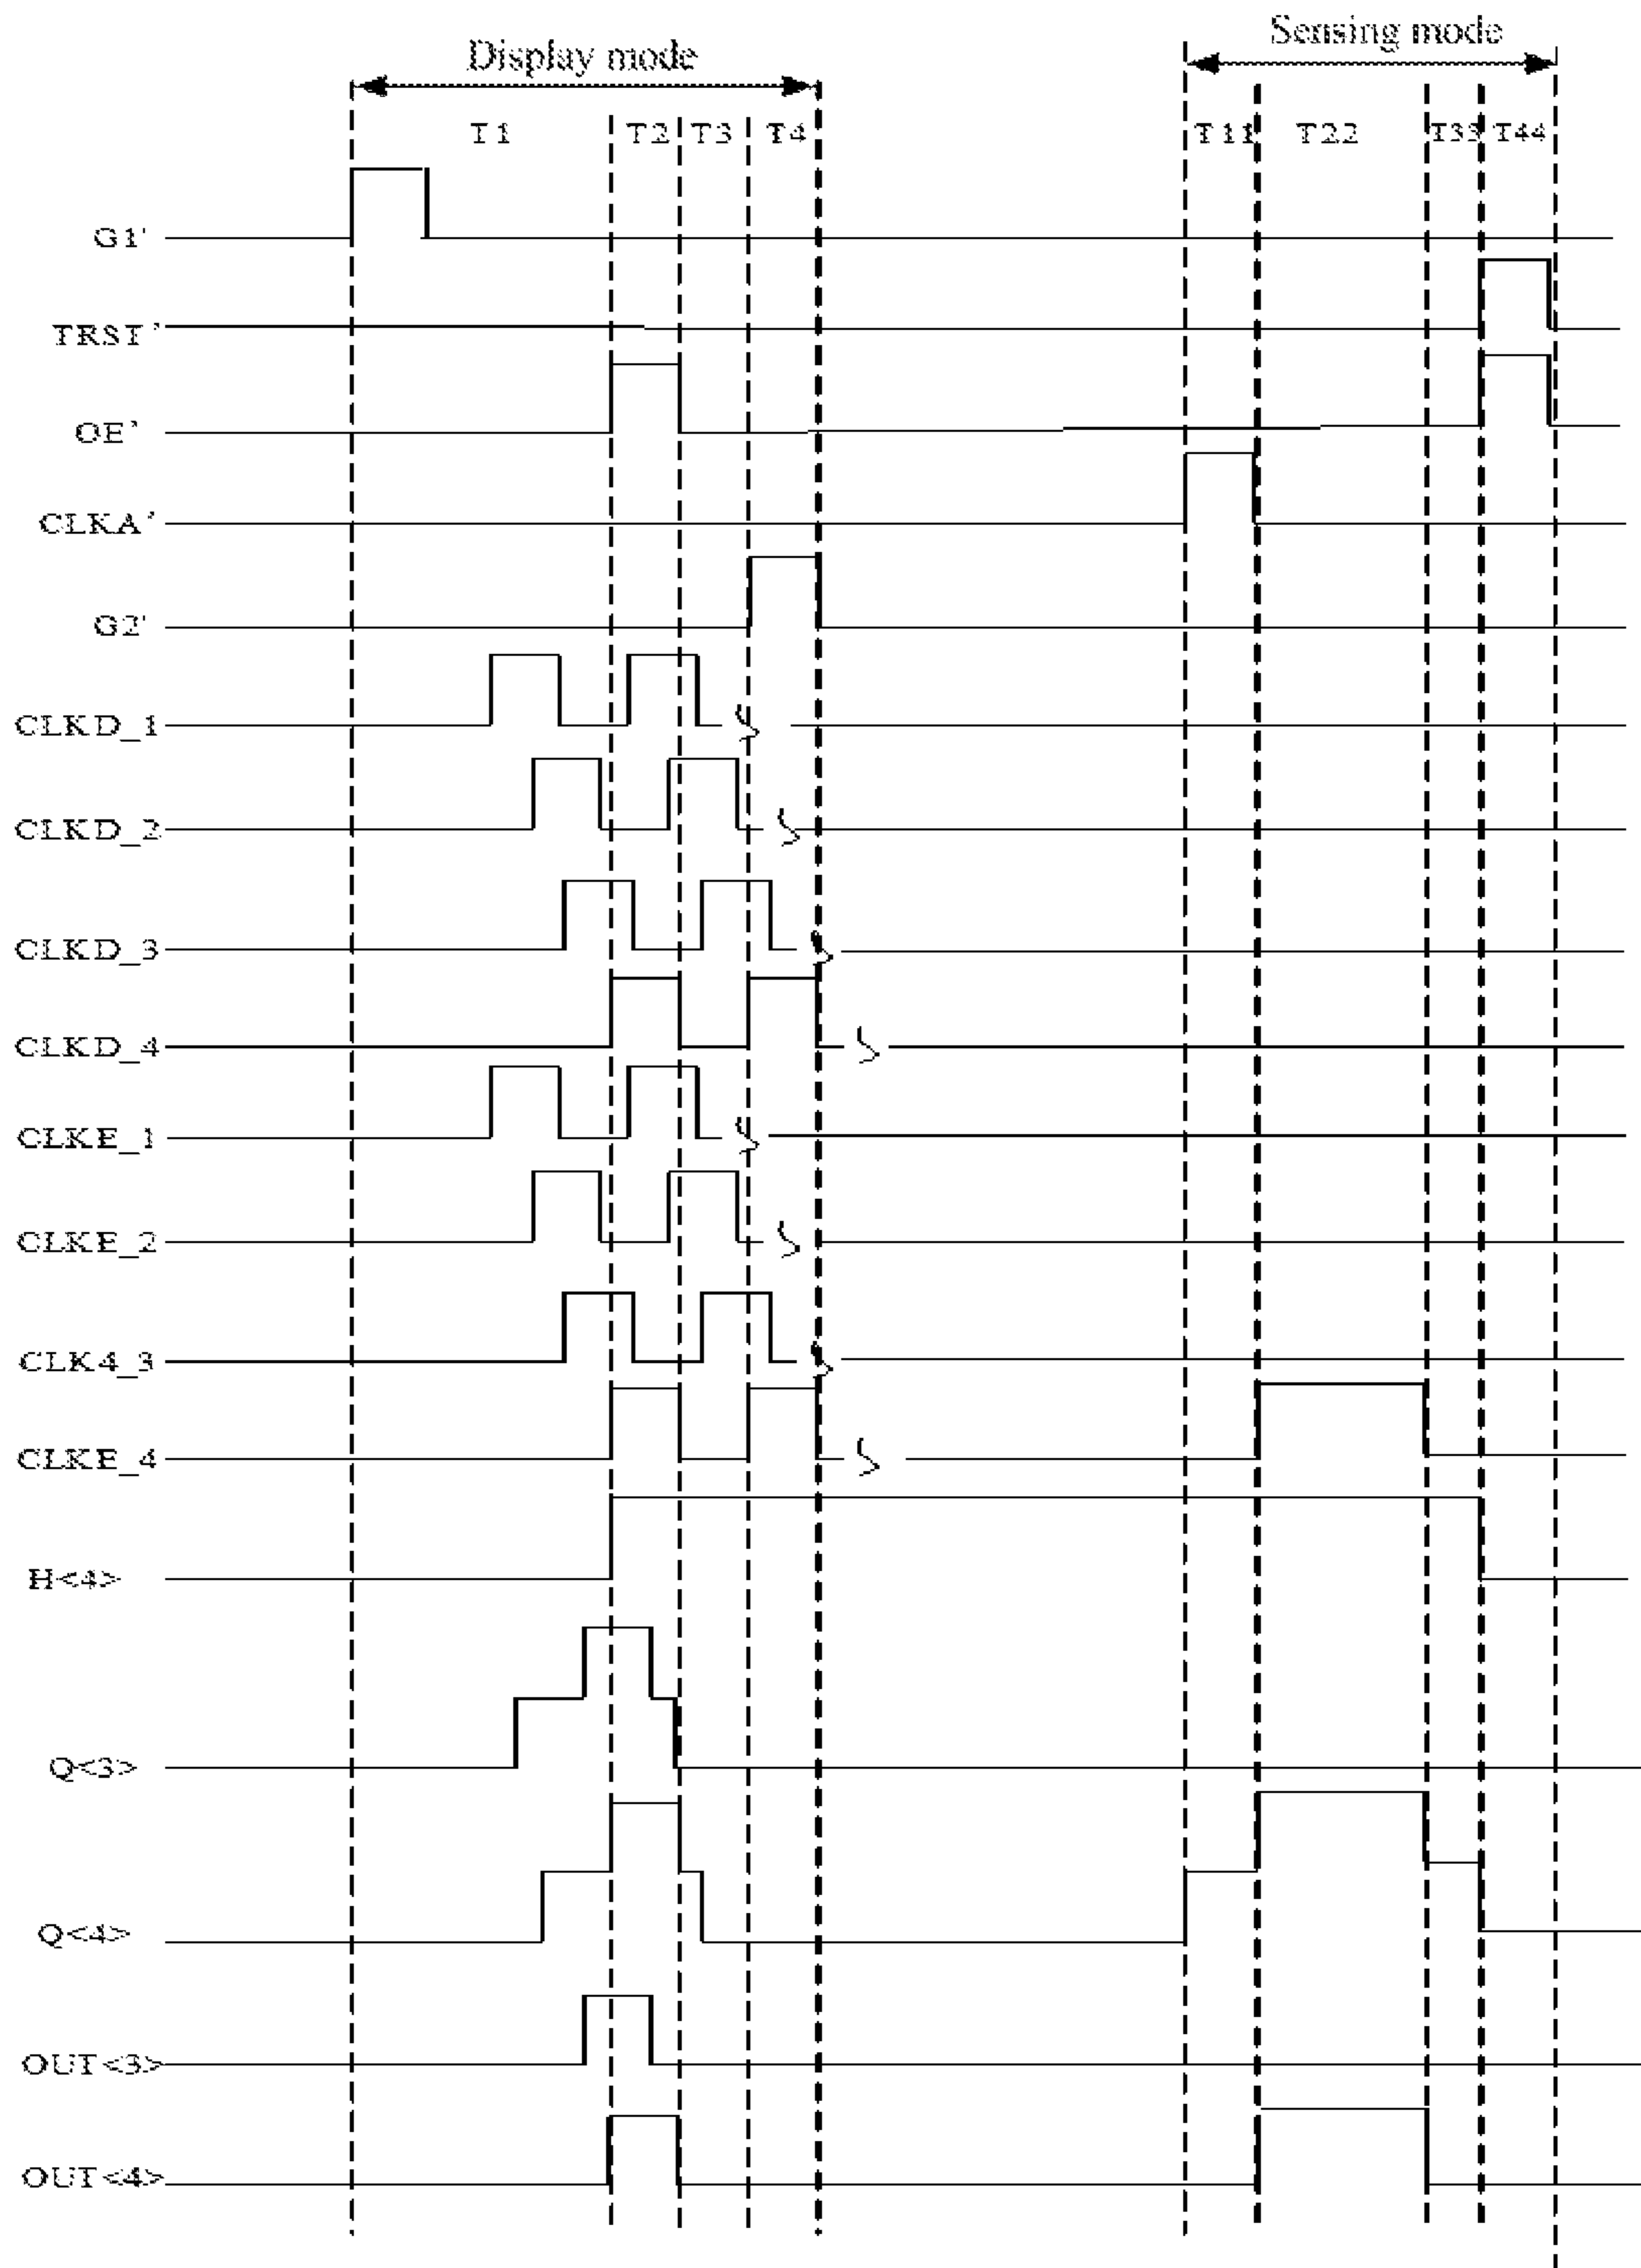 Display mode
Sensing mode
T1 T2 T3 T4 T11 T22 T33 T44
G1'
TRST'
OE'
CLKA'
G2'
CLKD_1
CLKD_2
CLKD_3
CLKD_4
CLKE_1
CLKE_2
CLK4_3
CLKE_4
H<4>
Q<3>
Q<4>
OUT<3>
OUT<4>